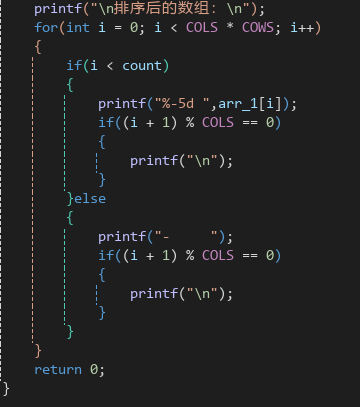 printf("\n排序后的数组: \n");
for(int i = 0; i < COLS * COWS; i++)
{
if(i < count)
{
printf("%-5d ",arr_1[i]);
if((i + 1) % COLS == 0)
{
printf("\n");
}
}else
{
printf("-     ");
if((i + 1) % COLS == 0)
{
printf("\n");
}
}
}
return 0;
}